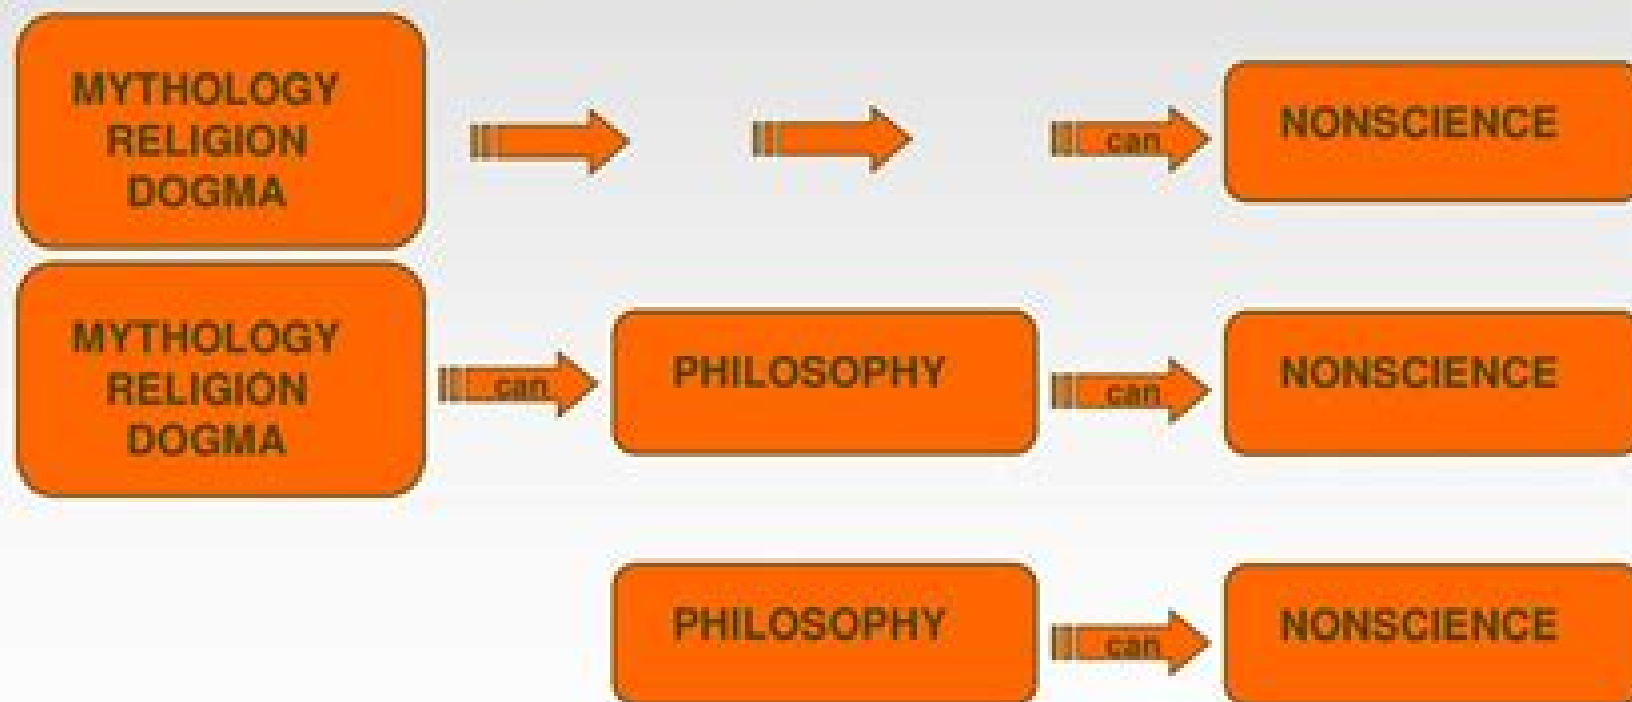 MYTHOLOGY
RELIGION
DOGMA
can
NONSCIENCE
MYTHOLOGY
RELIGION
DOGMA
can
PHILOSOPHY
can
NONSCIENCE
PHILOSOPHY
can
NONSCIENCE